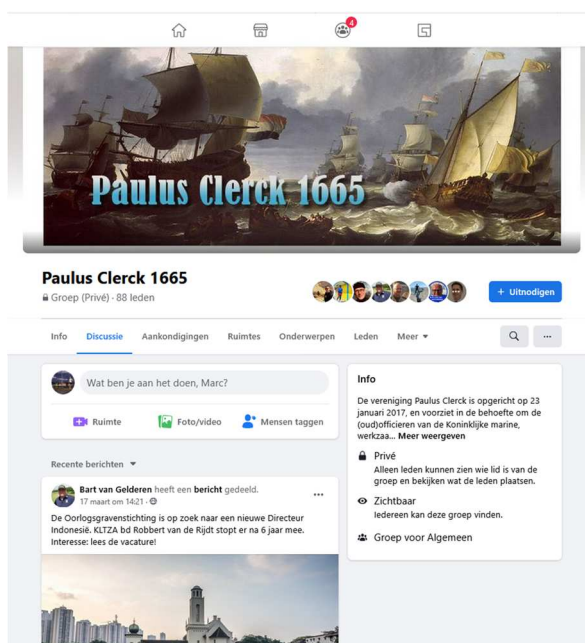 4
Paulus Clerck 1665
Paulus Clerck 1665
Groep (Privé) · 88 leden
+ Uitnodigen
Info
Discussie
Aankondigingen
Ruimtes
Onderwerpen
Leden
Meer
Wat ben je aan het doen, Marc?
Ruimte
Foto/video
Mensen taggen
Recente berichten
Bart van Gelderen heeft een bericht gedeeld.
17 maart om 14:21 ·
De Oorlogsgravenstichting is op zoek naar een nieuwe Directeur
Indonesië. KLTZA bd Robbert van de Rijdt stopt er na 6 jaar mee.
Interesse: lees de vacature!
Info
De vereniging Paulus Clerck is opgericht op 23
januari 2017, en voorziet in de behoefte om de
(oud)officieren van de Koninklijke marine,
werkzaa... Meer weergeven
Privé
Alleen leden kunnen zien wie lid is van de
groep en bekijken wat de leden plaatsen.
Zichtbaar
Iedereen kan deze groep vinden.
Groep voor Algemeen